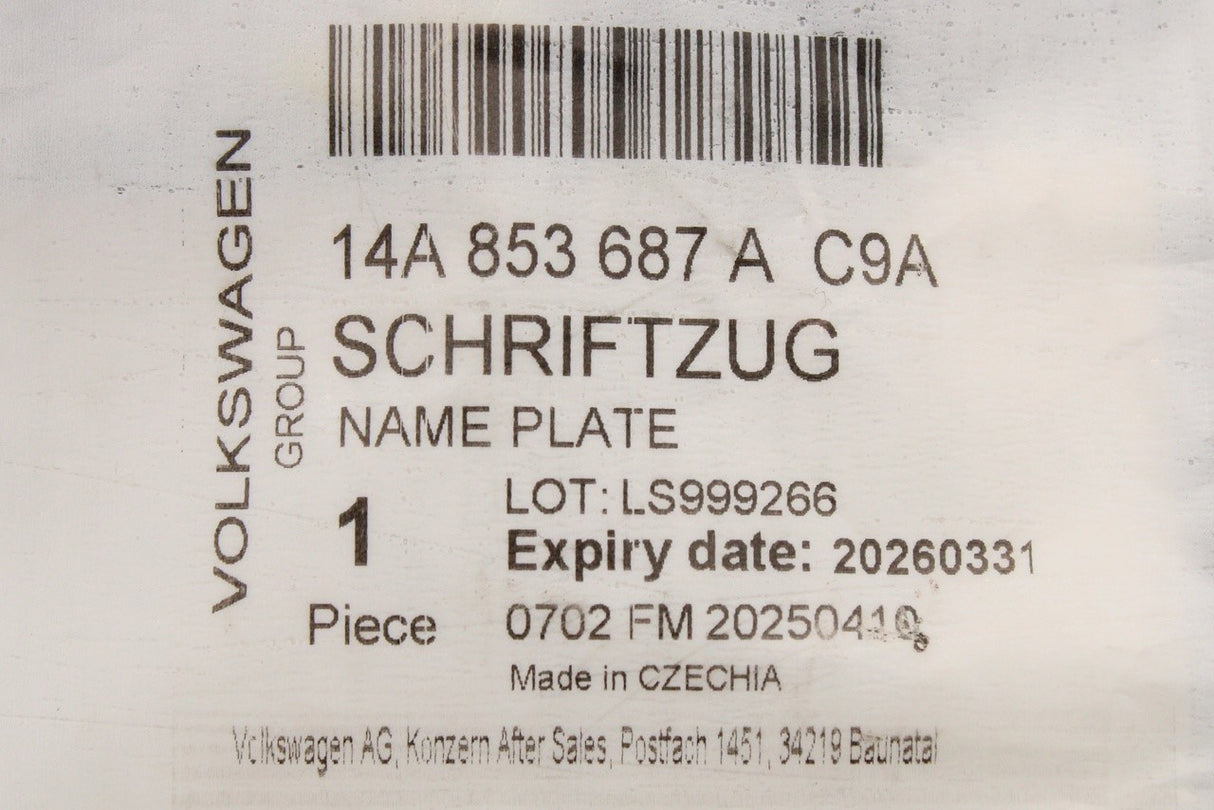 14A 853 687 A C9A
SCHRIFTZUG
NAME PLATE
VOLKSWAGEN
GROUP
1
Piece
LOT: LS999266
Expiry date: 20260331
0702 FM 20250410
Made in CZECHIA
Volkswagen AG, Konzern After Sales, Postfach 1451, 34219 Baunatal